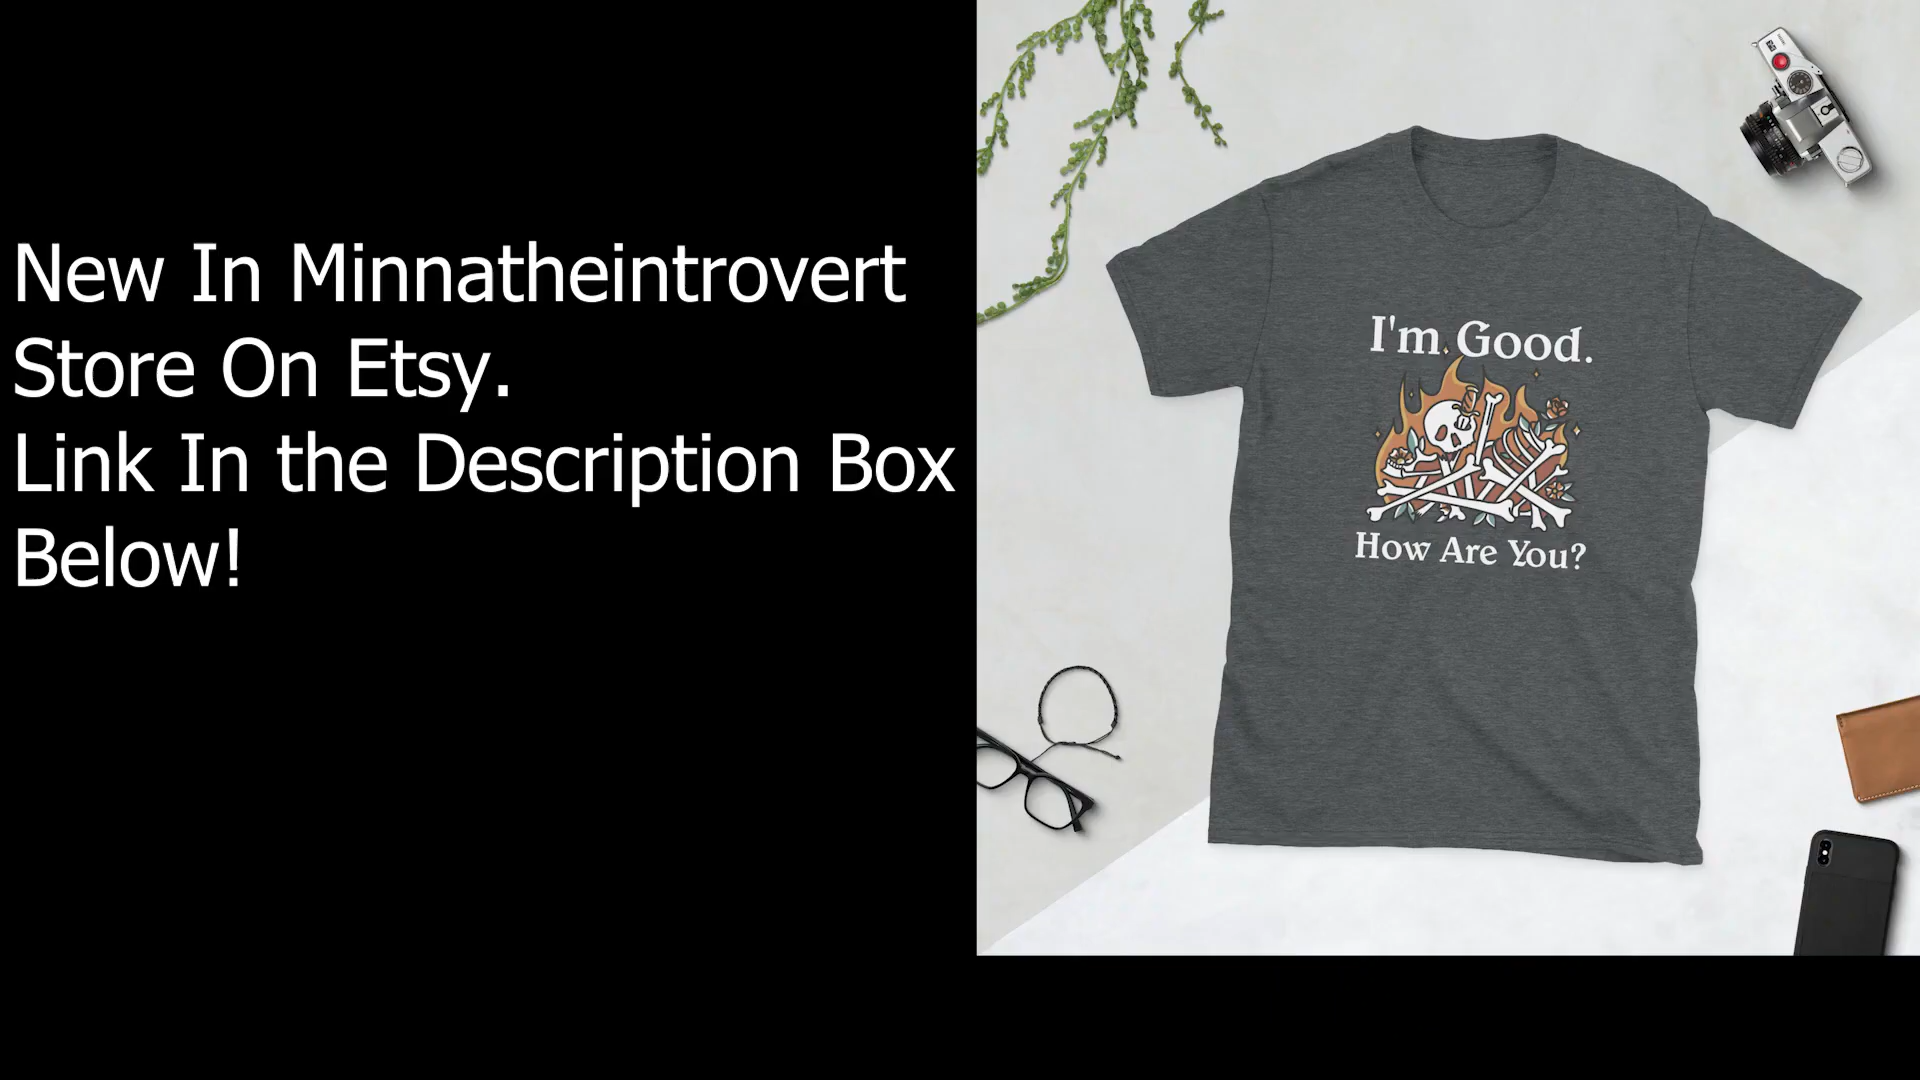 New In Minnatheintrovert
Store On Etsy.
Link In the Description Box
Below!
I'm Good.
How Are You?